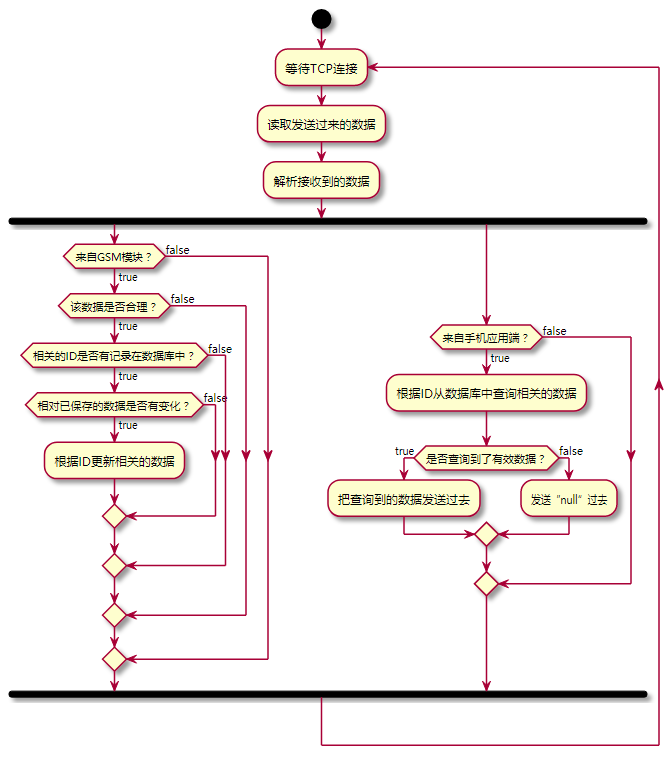 等待TCP连接
读取发送过来的数据
解析接收到的数据
来自GSM模块？
false
true
该数据是否合理？
false
true
相关的ID是否有记录在数据库中？
false
true
相对已保存的数据是否有变化？
false
true
根据ID更新相关的数据
来自手机应用端？
false
true
根据ID从数据库中查询相关的数据
true
是否查询到了有效数据？
false
把查询到的数据发送过去
发送“null”过去